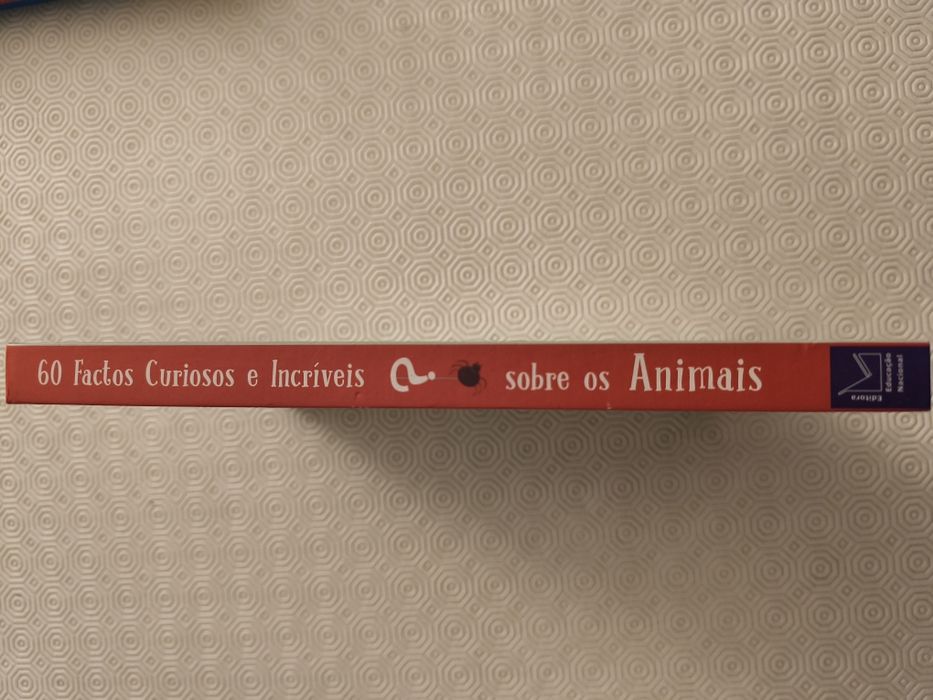 60 Factos Curiosos e Incríveis ? sobre os Animais
Editora
Educação
Nacional